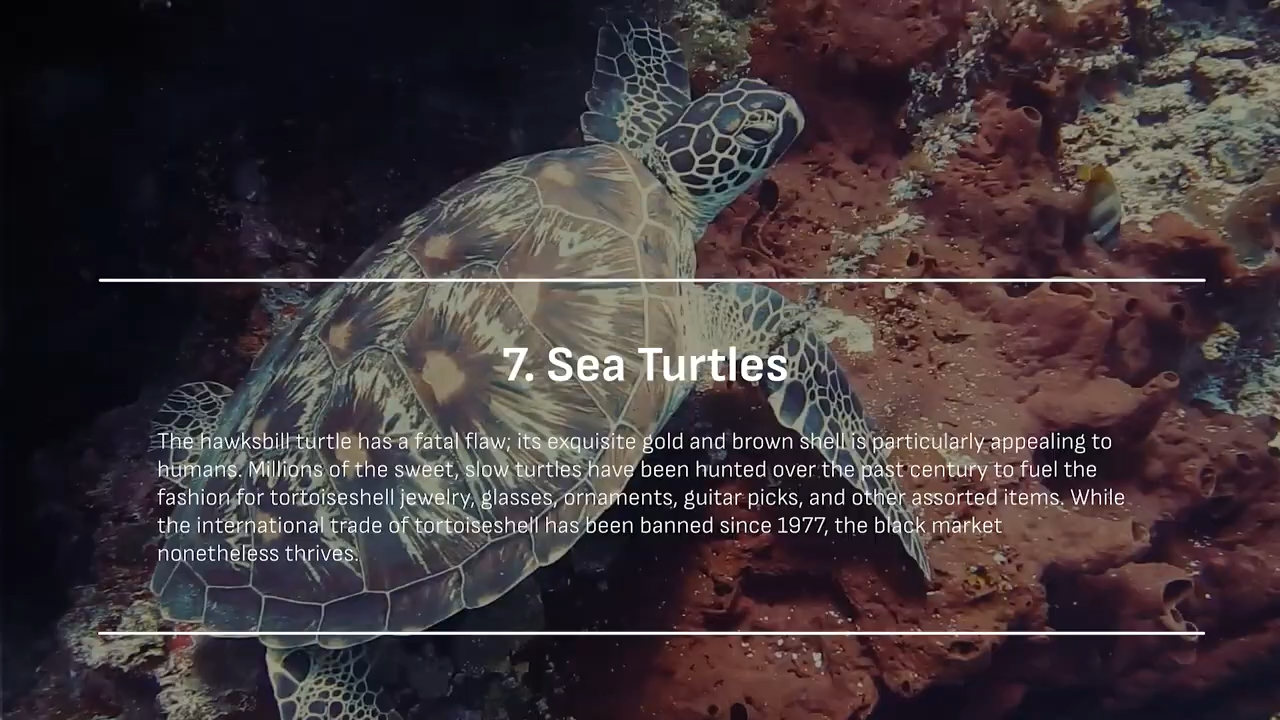 7. Sea Turtles
The hawksbill turtle has a fatal flaw; its exquisite gold and brown shell is particularly appealing to
humans. Millions of the sweet, slow turtles have been hunted over the past century to fuel the
fashion for tortoiseshell jewelry, glasses, ornaments, guitar picks, and other assorted items. While
the international trade of tortoiseshell has been banned since 1977, the black market
nonetheless thrives.